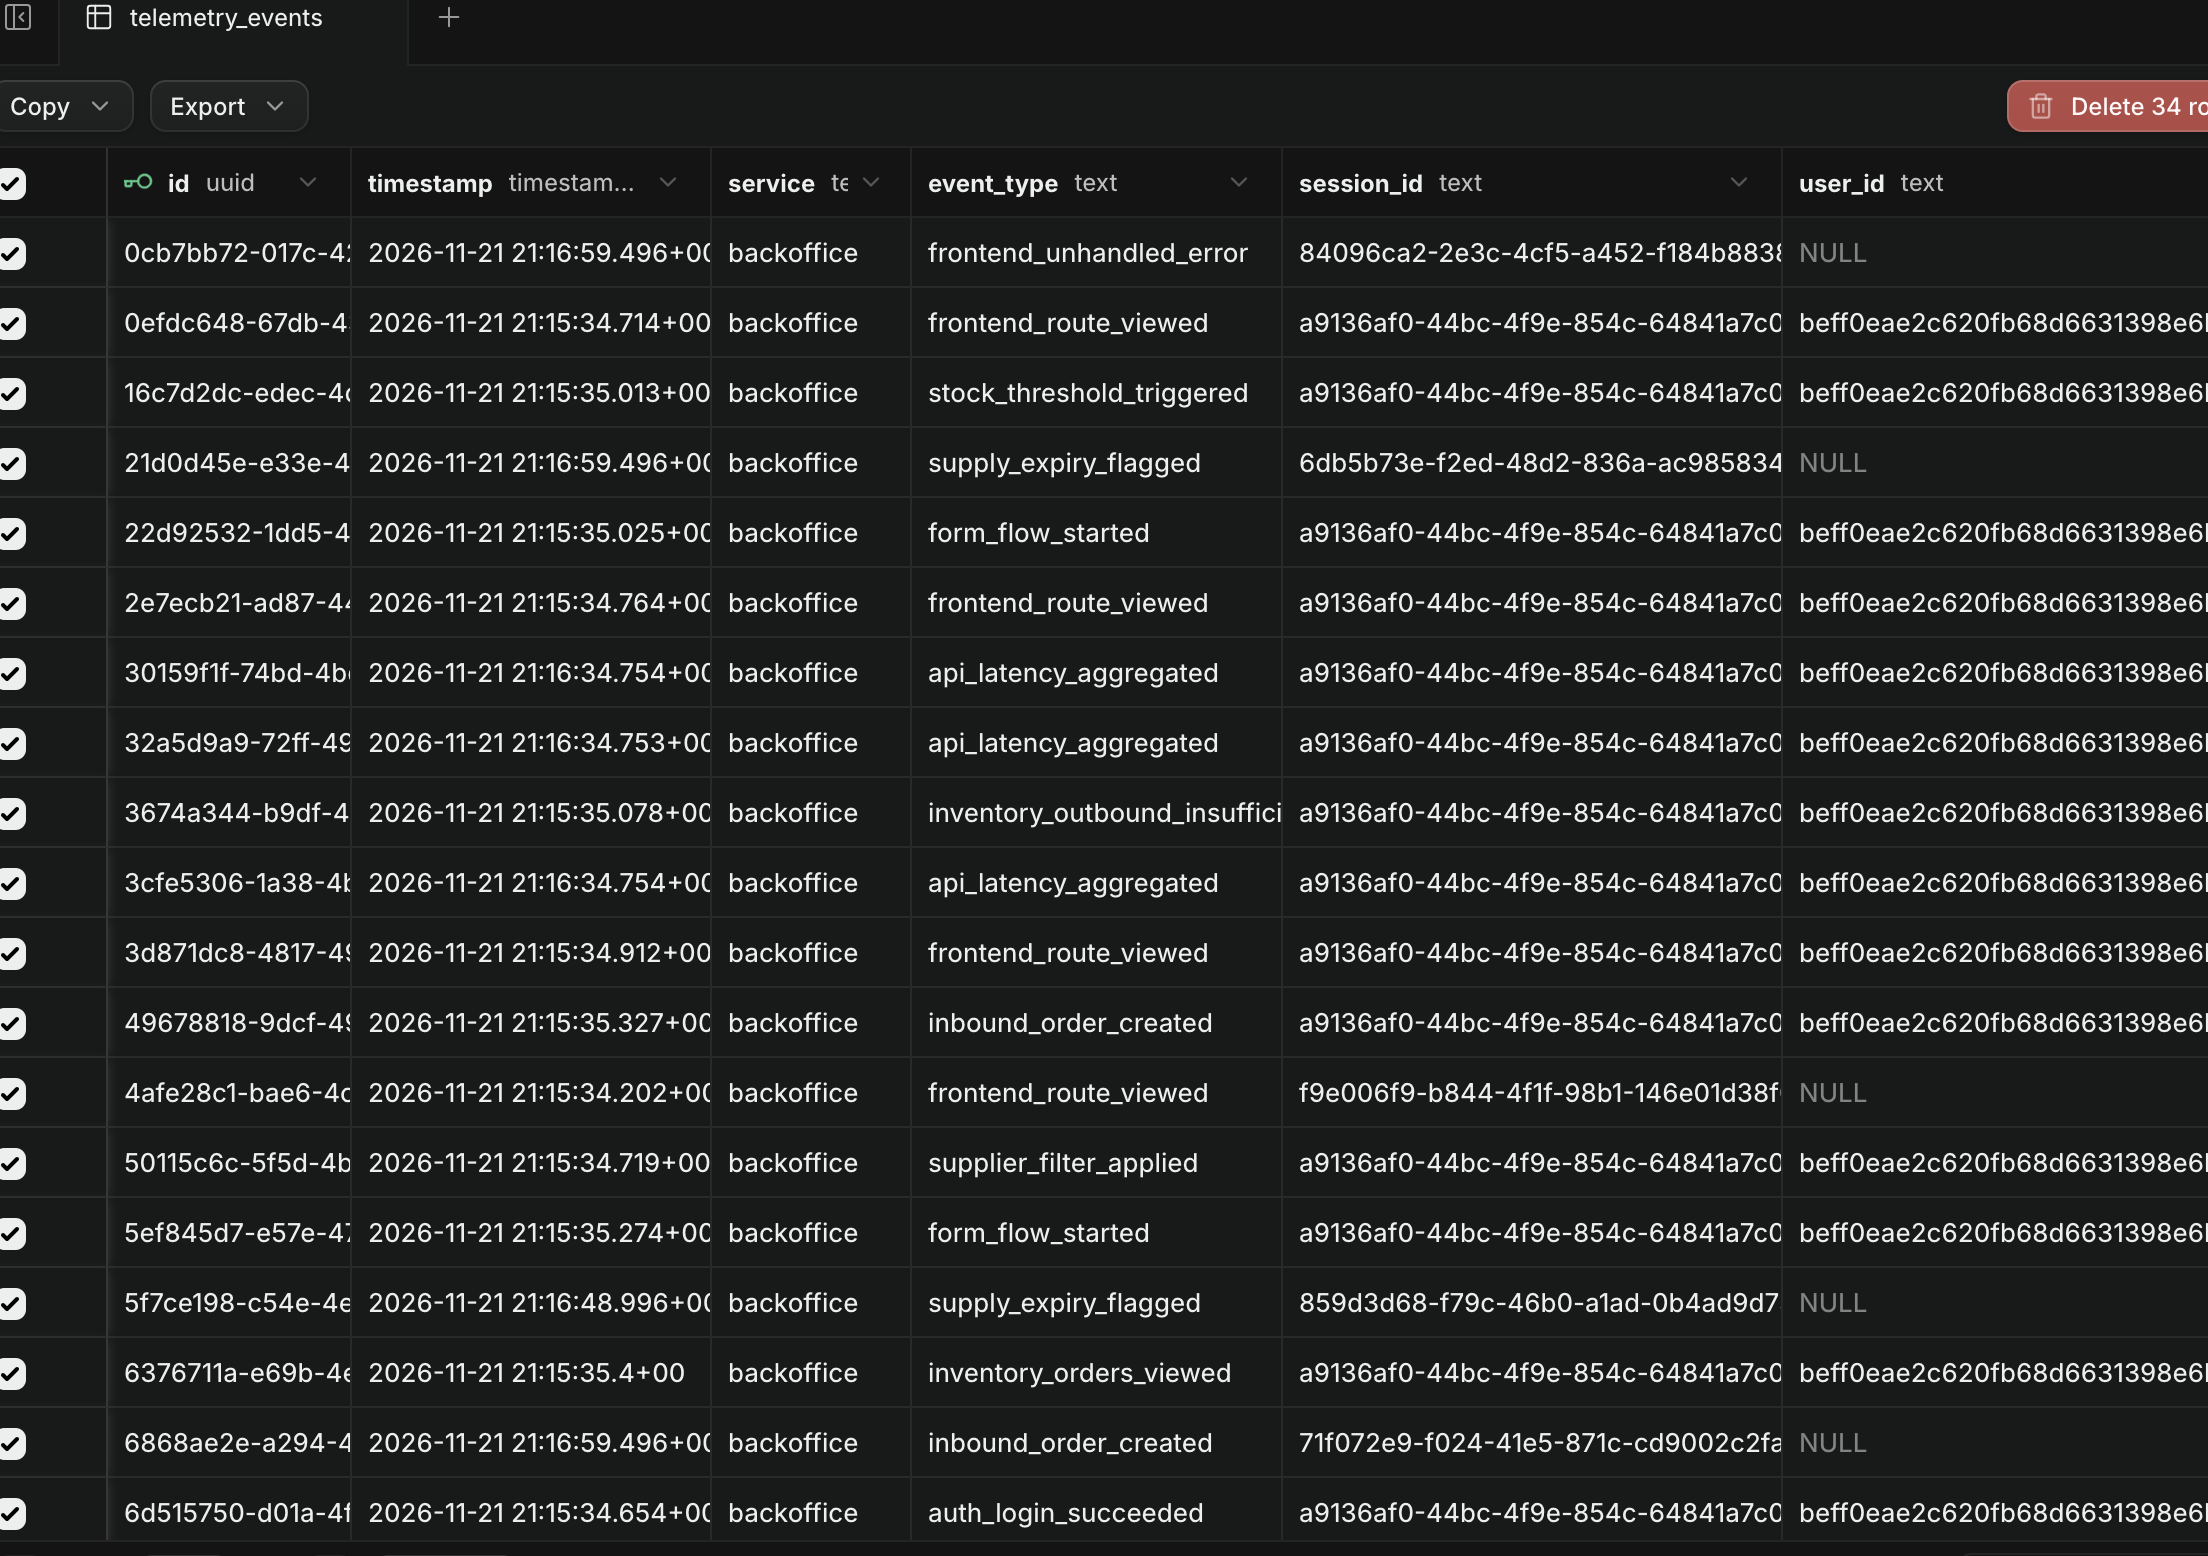 telemetry_events
Copy Export Delete 34 ro
id uuid timestamp timestam... service te event_type text session_id text user_id text
0cb7bb72-017c-42 2026-11-21 21:16:59.496+00 backoffice frontend_unhandled_error 84096ca2-2e3c-4cf5-a452-f184b8838 NULL
0efdc648-67db-4 2026-11-21 21:15:34.714+00 backoffice frontend_route_viewed a9136af0-44bc-4f9e-854c-64841a7c0 beff0eae2c620fb68d6631398e6
16c7d2dc-edec-4c 2026-11-21 21:15:35.013+00 backoffice stock_threshold_triggered a9136af0-44bc-4f9e-854c-64841a7c0 beff0eae2c620fb68d6631398e6
21d0d45e-e33e-4 2026-11-21 21:16:59.496+00 backoffice supply_expiry_flagged 6db5b73e-f2ed-48d2-836a-ac985834 NULL
22d92532-1dd5-4 2026-11-21 21:15:35.025+00 backoffice form_flow_started a9136af0-44bc-4f9e-854c-64841a7c0 beff0eae2c620fb68d6631398e6
2e7ecb21-ad87-44 2026-11-21 21:15:34.764+00 backoffice frontend_route_viewed a9136af0-44bc-4f9e-854c-64841a7c0 beff0eae2c620fb68d6631398e6
30159f1f-74bd-4b 2026-11-21 21:16:34.754+00 backoffice api_latency_aggregated a9136af0-44bc-4f9e-854c-64841a7c0 beff0eae2c620fb68d6631398e6
32a5d9a9-72ff-49 2026-11-21 21:16:34.753+00 backoffice api_latency_aggregated a9136af0-44bc-4f9e-854c-64841a7c0 beff0eae2c620fb68d6631398e6
3674a344-b9df-4 2026-11-21 21:15:35.078+00 backoffice inventory_outbound_insuffici a9136af0-44bc-4f9e-854c-64841a7c0 beff0eae2c620fb68d6631398e6
3cfe5306-1a38-4b 2026-11-21 21:16:34.754+00 backoffice api_latency_aggregated a9136af0-44bc-4f9e-854c-64841a7c0 beff0eae2c620fb68d6631398e6
3d871dc8-4817-49 2026-11-21 21:15:34.912+00 backoffice frontend_route_viewed a9136af0-44bc-4f9e-854c-64841a7c0 beff0eae2c620fb68d6631398e6
49678818-9dcf-49 2026-11-21 21:15:35.327+00 backoffice inbound_order_created a9136af0-44bc-4f9e-854c-64841a7c0 beff0eae2c620fb68d6631398e6
4afe28c1-bae6-4c 2026-11-21 21:15:34.202+00 backoffice frontend_route_viewed f9e006f9-b844-4f1f-98b1-146e01d38f NULL
50115c6c-5f5d-4b 2026-11-21 21:15:34.719+00 backoffice supplier_filter_applied a9136af0-44bc-4f9e-854c-64841a7c0 beff0eae2c620fb68d6631398e6
5ef845d7-e57e-47 2026-11-21 21:15:35.274+00 backoffice form_flow_started a9136af0-44bc-4f9e-854c-64841a7c0 beff0eae2c620fb68d6631398e6
5f7ce198-c54e-4e 2026-11-21 21:16:48.996+00 backoffice supply_expiry_flagged 859d3d68-f79c-46b0-a1ad-0b4ad9d7 NULL
6376711a-e69b-4e 2026-11-21 21:15:35.4+00 backoffice inventory_orders_viewed a9136af0-44bc-4f9e-854c-64841a7c0 beff0eae2c620fb68d6631398e6
6868ae2e-a294-4 2026-11-21 21:16:59.496+00 backoffice inbound_order_created 71f072e9-f024-41e5-871c-cd9002c2fa NULL
6d515750-d01a-4f 2026-11-21 21:15:34.654+00 backoffice auth_login_succeeded a9136af0-44bc-4f9e-854c-64841a7c0 beff0eae2c620fb68d6631398e6